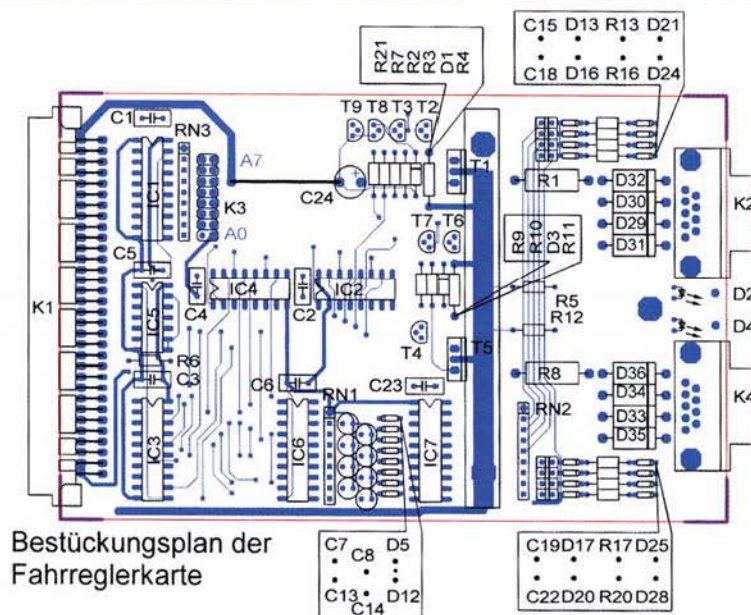 C15 D13 R13 D21
C18 D16 R16 D24
R21
R7
R2
R3
D1
R4
T9 T8 T3 T2
C1
RN3
A7
IC1
K3
A0
C24
T1
R1
D32
D30
D29
D31
K2
T7 T6
R9
R10
D3
R11
C5
C4
IC4
C2
IC2
K1
IC5
R5
R12
D2
D4
T4
T5
R6
C3
C6
RN1
C23
R8
D36
D34
D33
D35
K4
RN2
IC3
IC6
IC7
Bestückungsplan der
Fahrreglerkarte
C7 C8 D5
C13 C14 D12
C19 D17 R17 D25
C22 D20 R20 D28